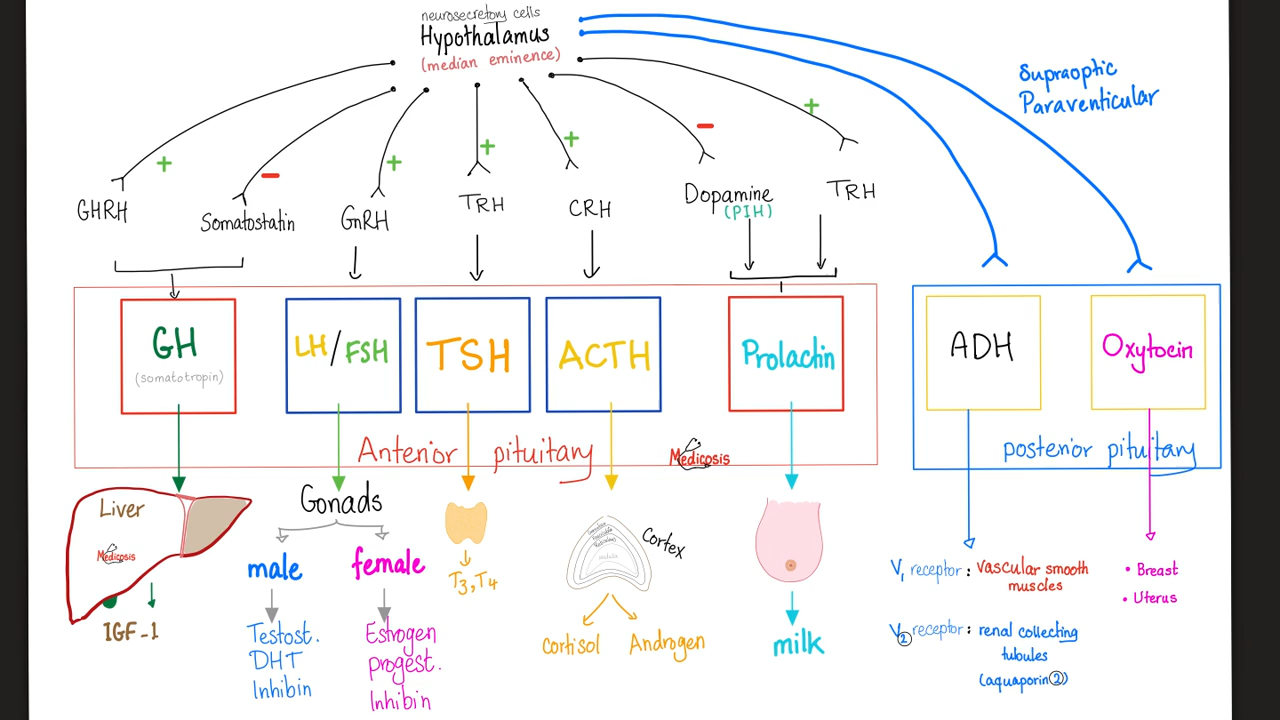 neurosecretory cells
Hypothalamus
(median eminence)
Supraoptic
Paraventicular
+
−
+
+
+
−
+
GHRH
Somatostatin
GnRH
TRH
CRH
Dopamine
(PIH)
TRH
GH
(somatotropin)
LH/FSH
TSH
ACTH
Prolactin
ADH
Oxytocin
Anterior pituitary
Medicosis
posterior pituitary
Liver
Medicosis
IGF-1
Gonads
male
female
Testost.
DHT
Inhibin
Estrogen
progest.
Inhibin
T3, T4
Cortex
Cortisol
Androgen
milk
V1 receptor : vascular smooth
muscles
V2 receptor : renal collecting
tubules
(aquaporin 2)
• Breast
• Uterus